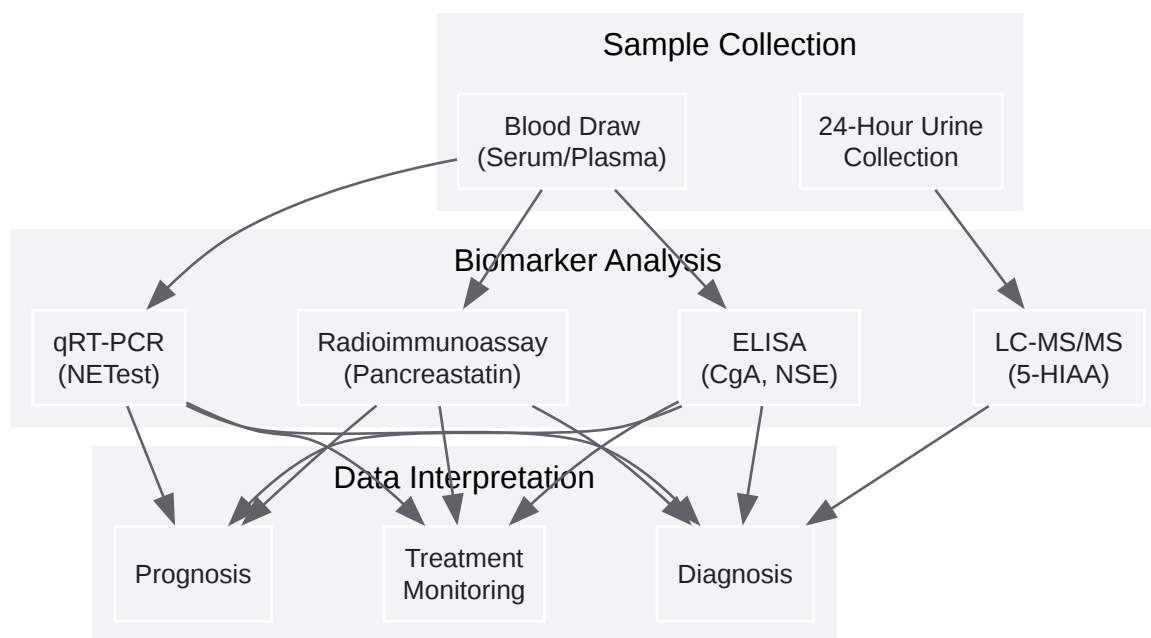 Sample Collection
Blood Draw
(Serum/Plasma)
24-Hour Urine
Collection
Biomarker Analysis
qRT-PCR
(NETest)
Radioimmunoassay
(Pancreastatin)
ELISA
(CgA, NSE)
LC-MS/MS
(5-HIAA)
Data Interpretation
Prognosis
Treatment
Monitoring
Diagnosis